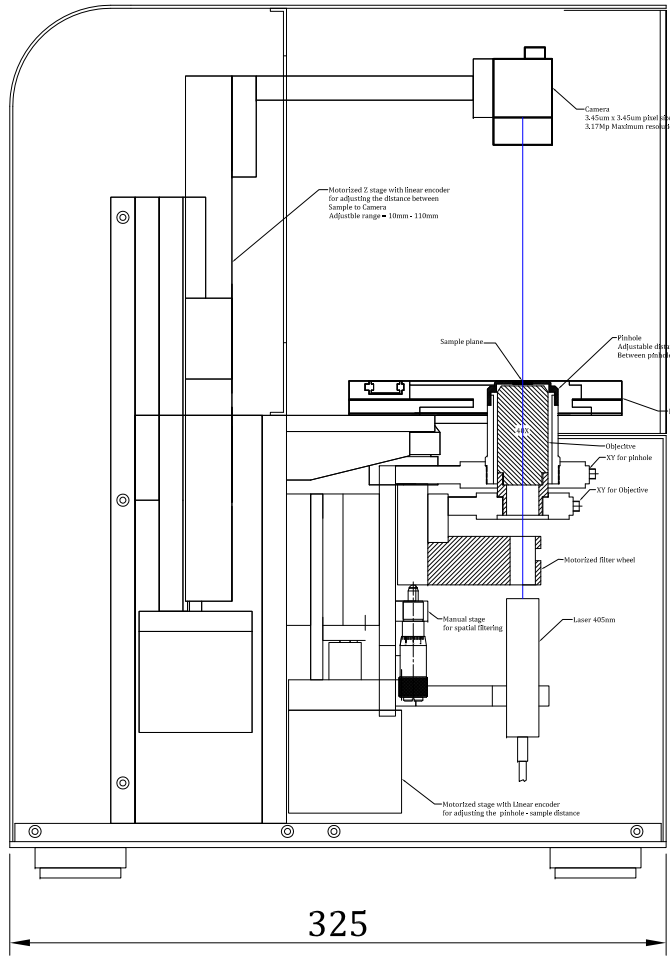 Camera
3.45um x 3.45um pixel
3.17Mp Maximum
Motorized Z stage with linear encoder
for adjusting the distance between
Sample to Camera
Adjustble range = 10mm - 110mm
Sample plane
Pinhole
Adjustable
Between
40X
Objecitve
XY for pinhole
XY for Objective
Motorized filter wheel
Manual stage
for spatial filtering
Laser 405nm
Motorized stage with Linear encoder
for adjusting the pinhole - sample distance
325